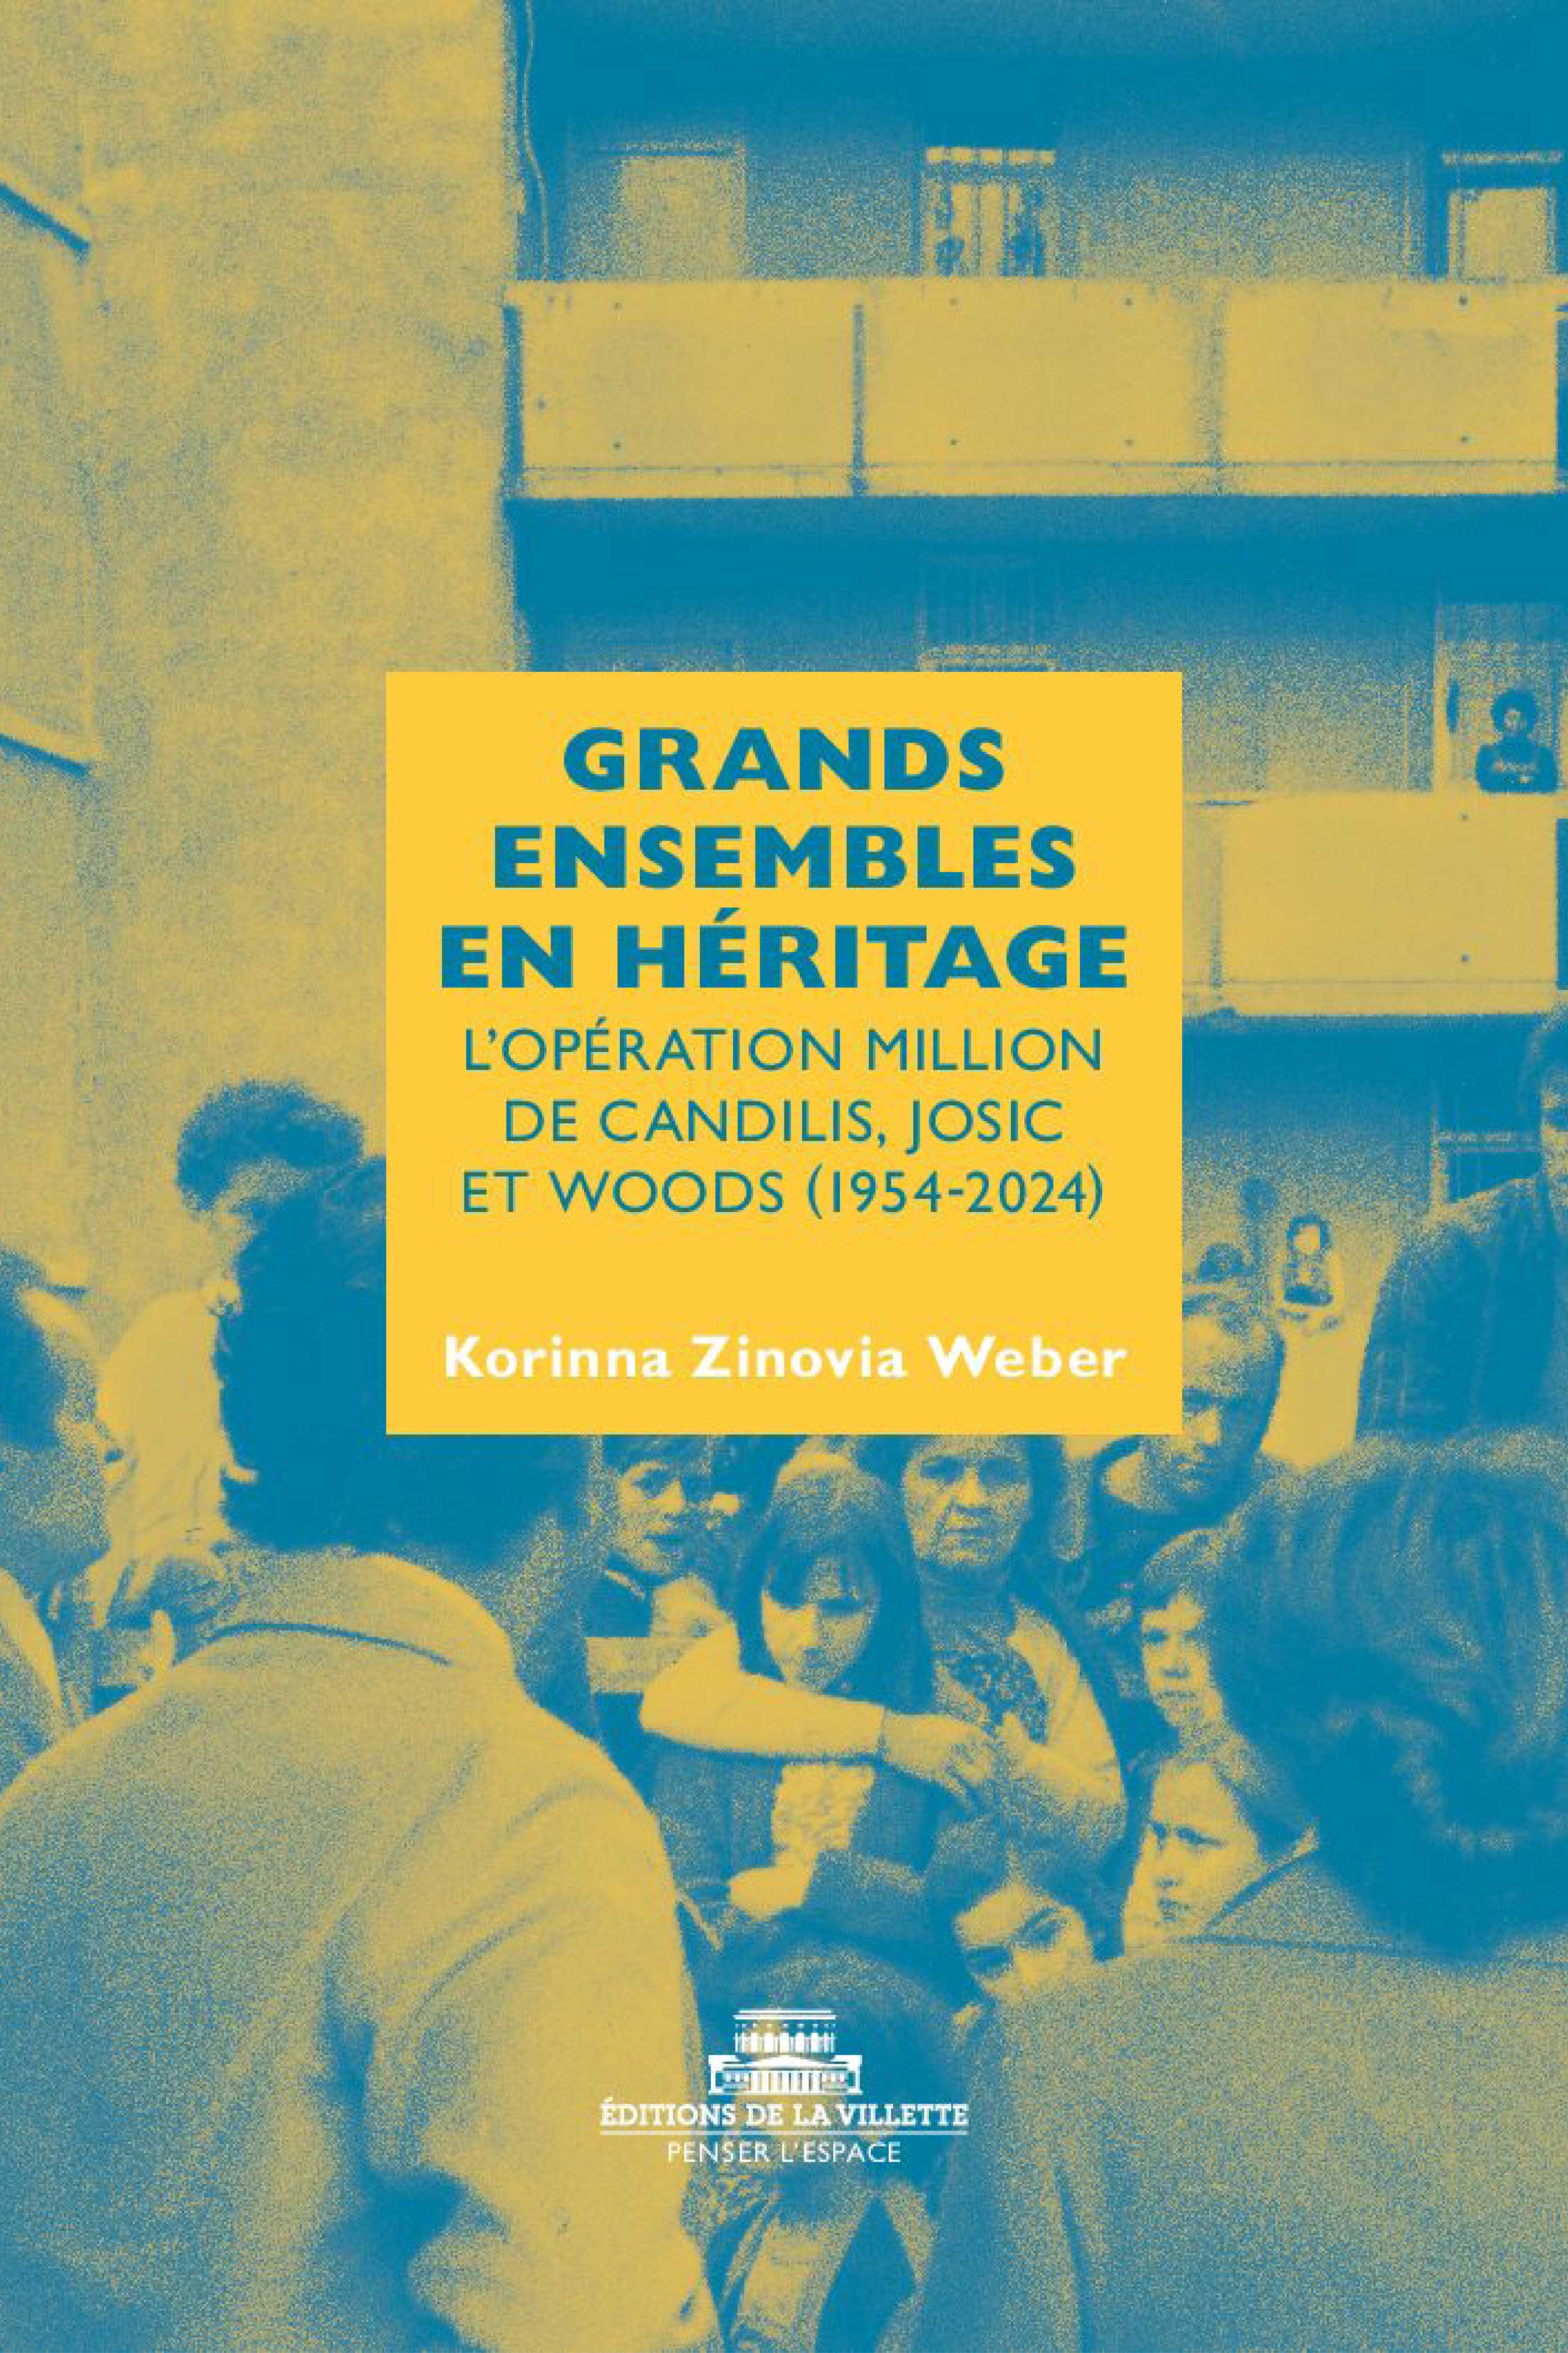 GRANDS
ENSEMBLES
EN HÉRITAGE
L'OPÉRATION MILLION
DE CANDILIS, JOSIC
ET WOODS (1954-2024)
Korinna Zinovia Weber
ÉDITIONS DE LA VILLETTE
PENSER L'ESPACE